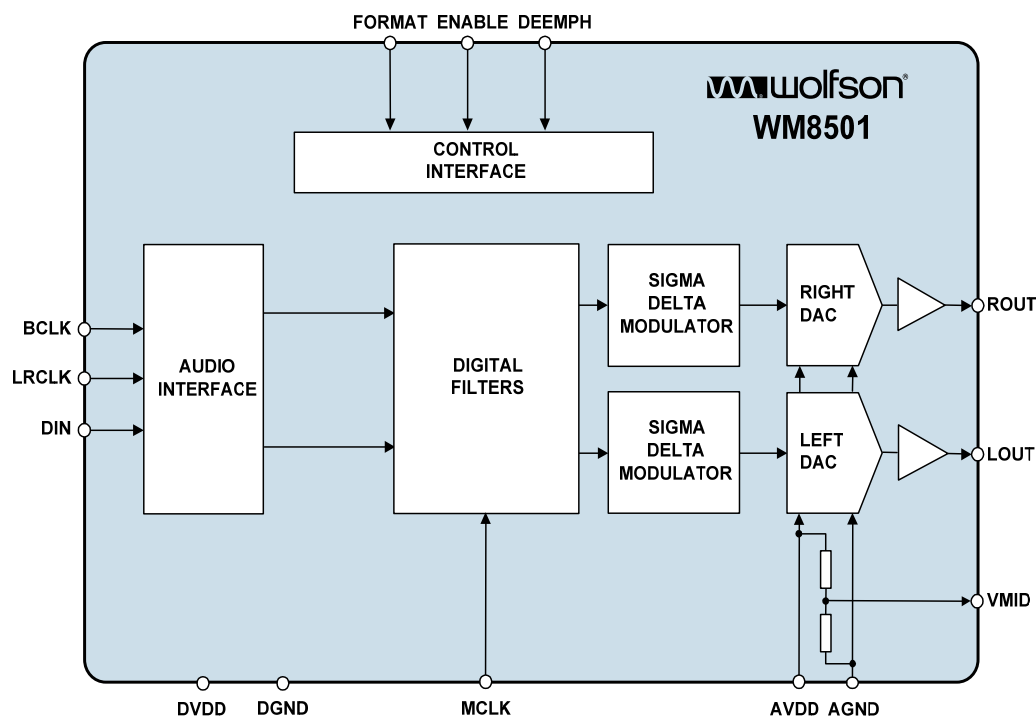 FORMAT ENABLE DEEMPH
wolfson®
WM8501
CONTROL
INTERFACE
BCLK
LRCLK
DIN
AUDIO
INTERFACE
DIGITAL
FILTERS
SIGMA
DELTA
MODULATOR
RIGHT
DAC
ROUT
SIGMA
DELTA
MODULATOR
LEFT
DAC
LOUT
VMID
DVDD
DGND
MCLK
AVDD
AGND